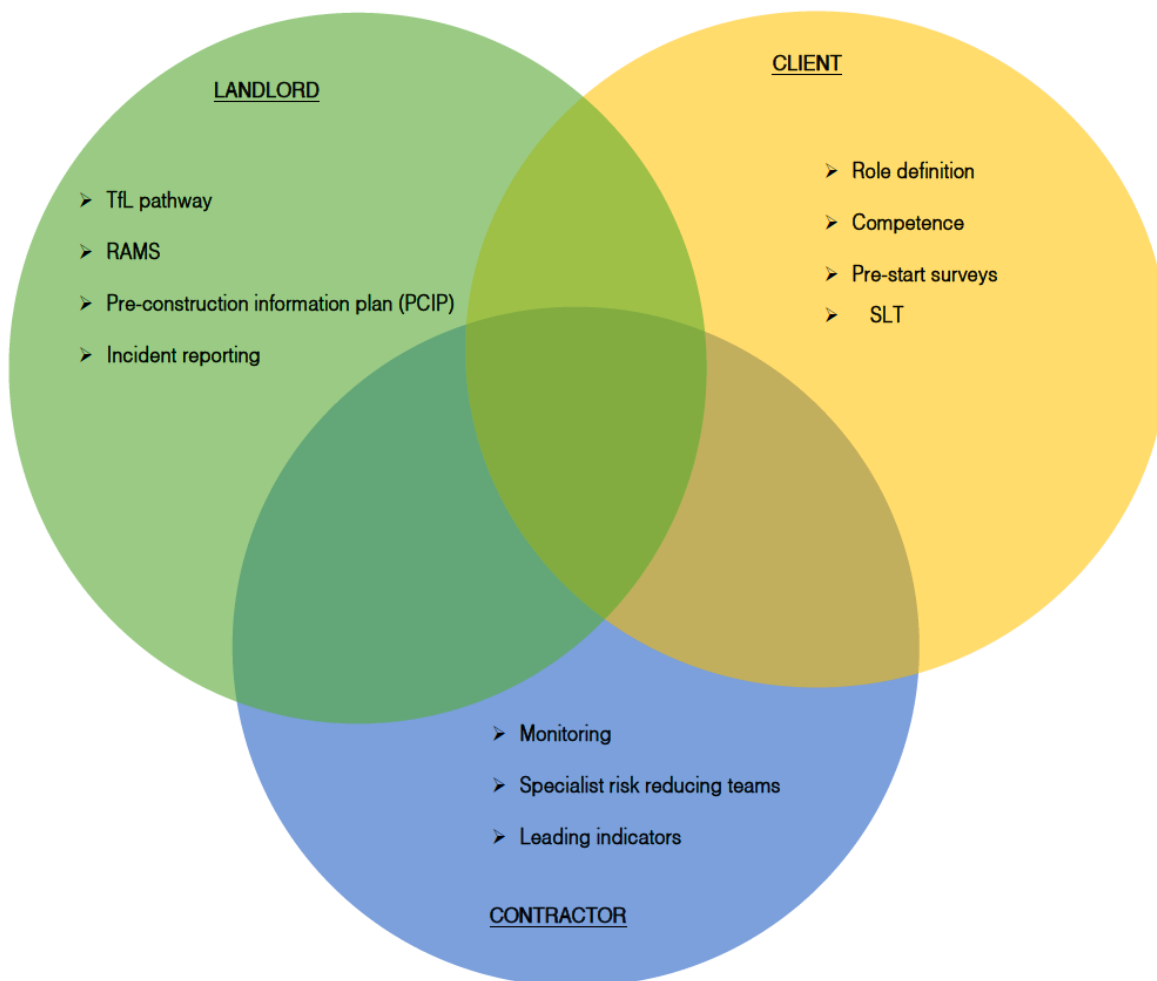 LANDLORD
➢ TfL pathway
➢ RAMS
➢ Pre-construction information plan (PCIP)
➢ Incident reporting
CLIENT
➢ Role definition
➢ Competence
➢ Pre-start surveys
➢ SLT
➢ Monitoring
➢ Specialist risk reducing teams
➢ Leading indicators
CONTRACTOR